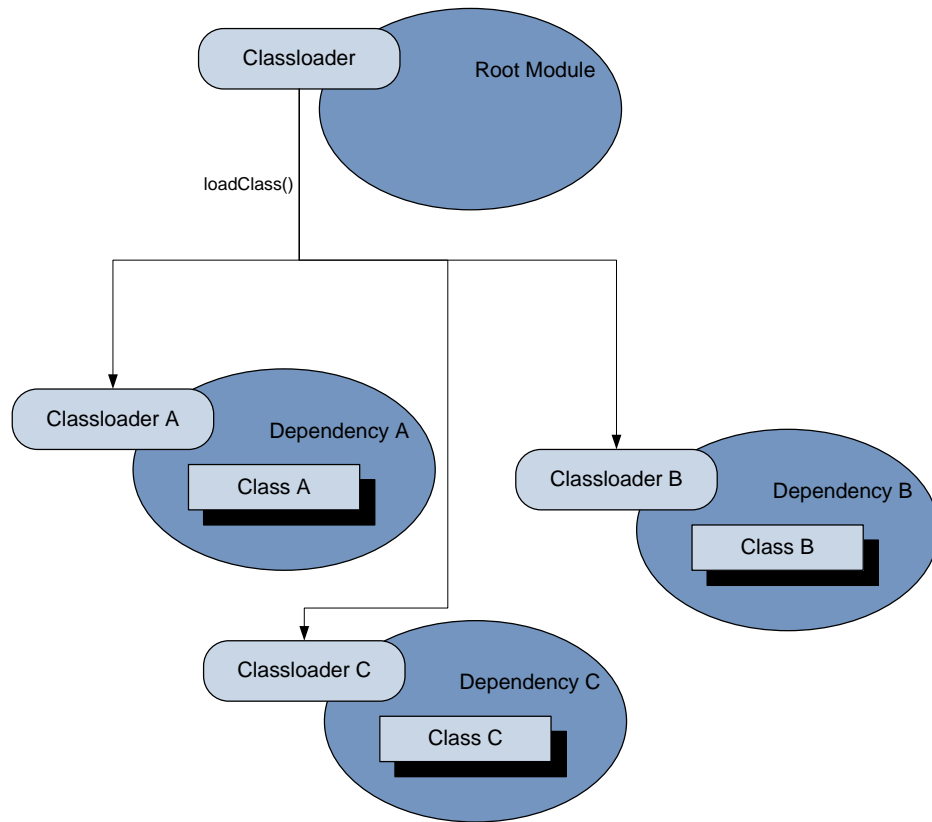 Classloader
Root Module
loadClass()
Classloader A
Dependency A
Class A
Classloader B
Dependency B
Class B
Classloader C
Dependency C
Class C